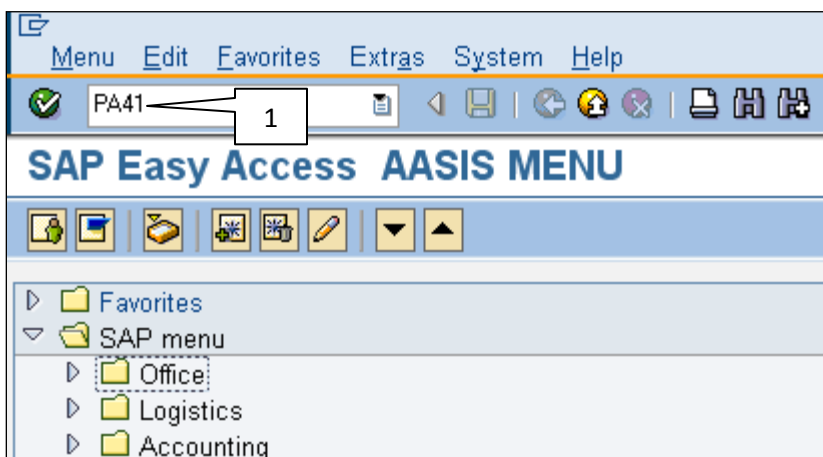 Menu Edit Favorites Extras System Help
PA41
1
SAP Easy Access AASIS MENU
Favorites
SAP menu
Office
Logistics
Accounting